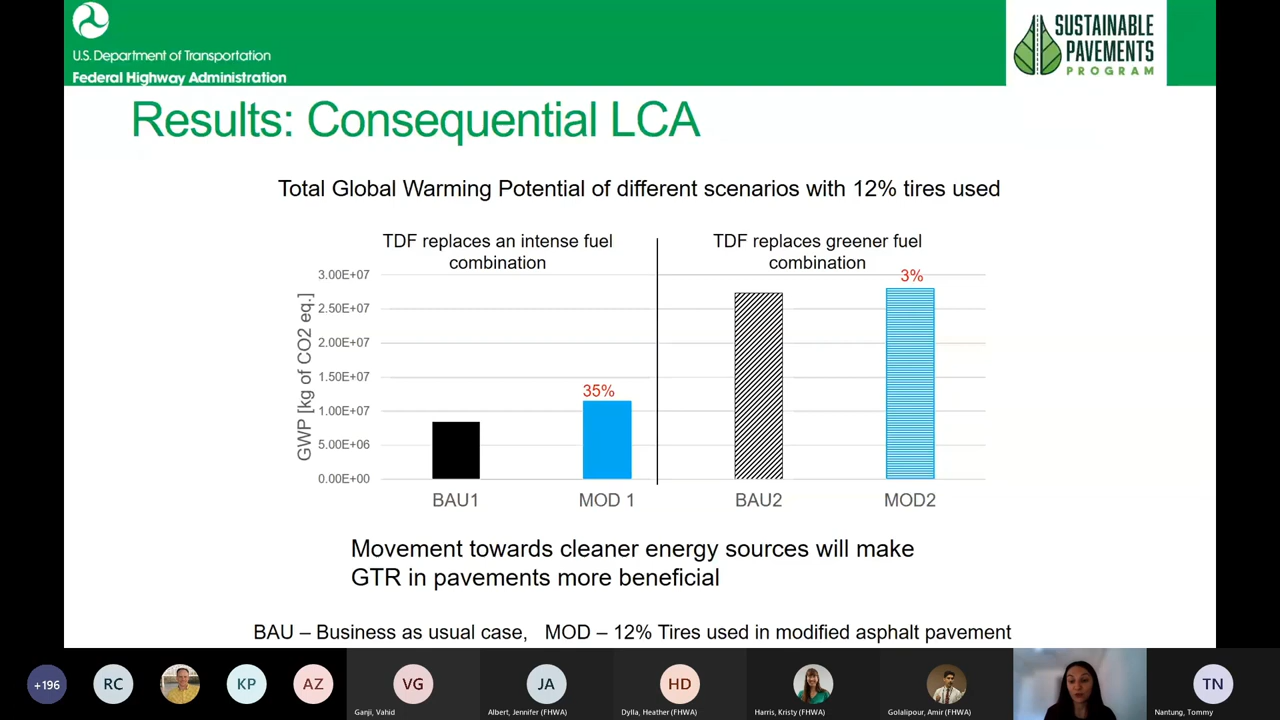 U.S. Department of Transportation
Federal Highway Administration
SUSTAINABLE
PAVEMENTS
PROGRAM
Results: Consequential LCA
Total Global Warming Potential of different scenarios with 12% tires used
TDF replaces an intense fuel
combination
TDF replaces greener fuel
combination
GWP [kg of CO2 eq.]
3.00E+07
2.50E+07
2.00E+07
1.50E+07
1.00E+07
5.00E+06
0.00E+00
35%
3%
BAU1
MOD 1
BAU2
MOD2
Movement towards cleaner energy sources will make
GTR in pavements more beneficial
BAU – Business as usual case, MOD – 12% Tires used in modified asphalt pavement
+196
RC
KP
AZ
VG
Ganji, Vahid
JA
Albert, Jennifer (FHWA)
HD
Dylla, Heather (FHWA)
Harris, Kristy (FHWA)
Golalipour, Amir (FHWA)
TN
Nantung, Tommy